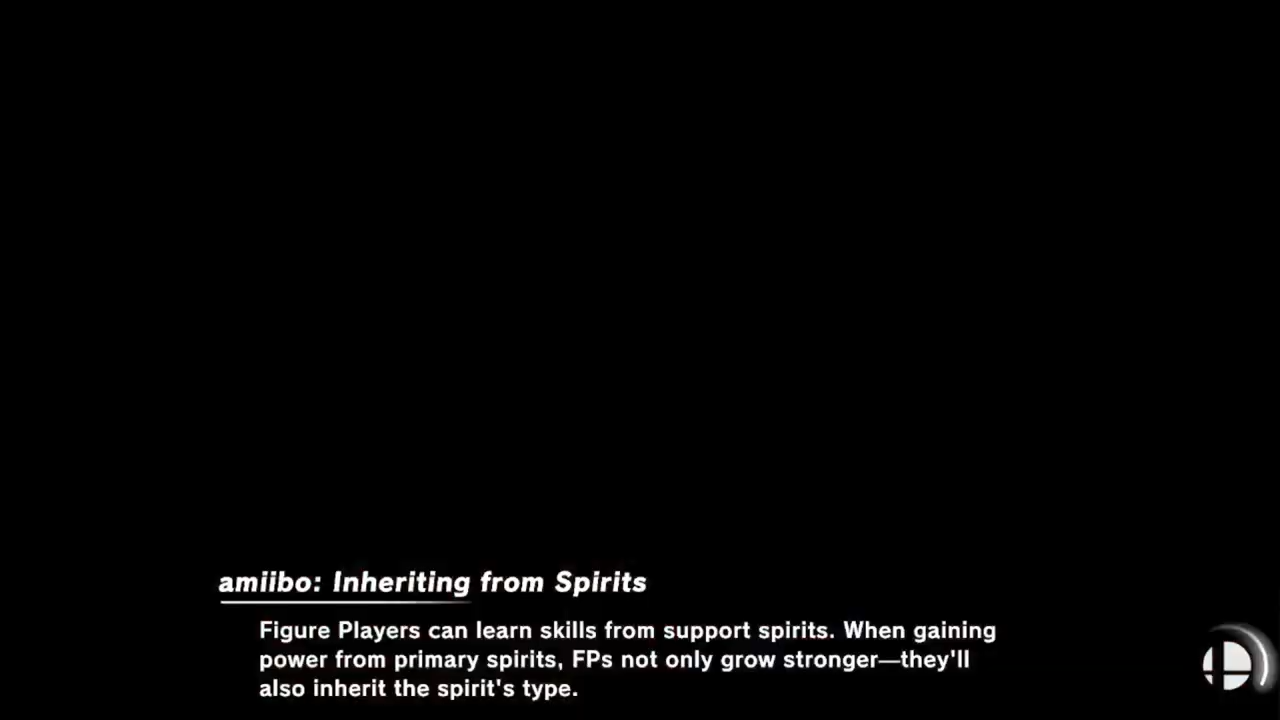 amiibo: Inheriting from Spirits
Figure Players can learn skills from support spirits. When gaining
power from primary spirits, FPs not only grow stronger—they'll
also inherit the spirit's type.